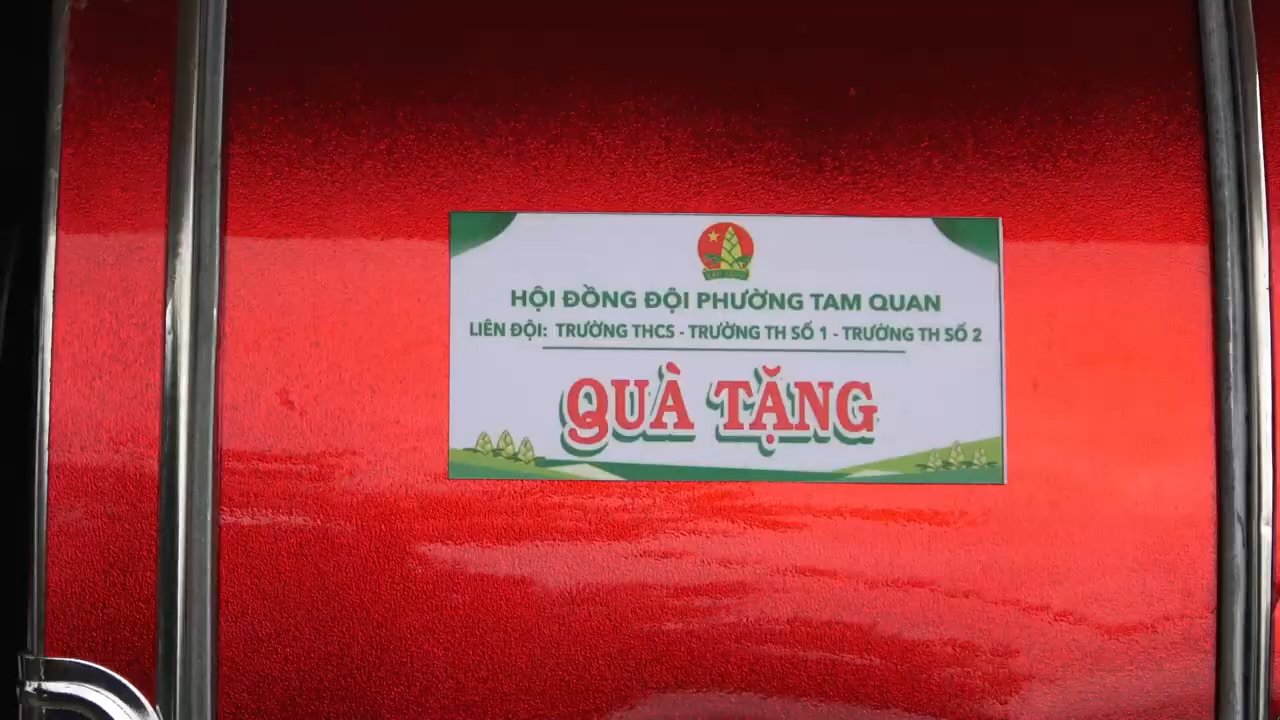 HỘI ĐỒNG ĐỘI PHƯỜNG TAM QUAN
LIÊN ĐỘI: TRƯỜNG THCS - TRƯỜNG TH SỐ 1 - TRƯỜNG TH SỐ 2
QUÀ TẶNG